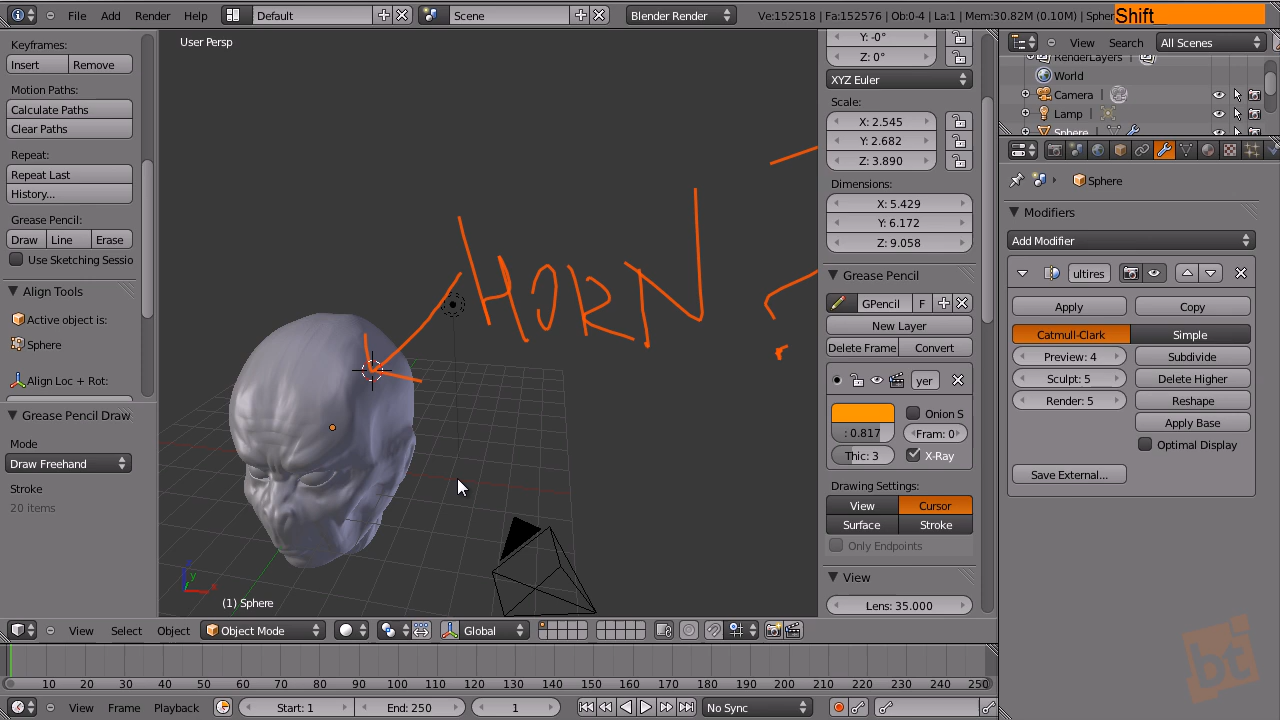 File Add Render Help Default Scene Blender Render Ve:152518 | Fa:152576 | Ob:0-4 | La:1 | Mem:30.82M (0.10M) | Spher Shift_
Keyframes:
Insert Remove
Motion Paths:
Calculate Paths
Clear Paths
Repeat:
Repeat Last
History...
Grease Pencil:
Draw Line Erase
Use Sketching Sessio
Align Tools
Active object is:
Sphere
Align Loc + Rot:
Grease Pencil Draw
Mode
Draw Freehand
Stroke
20 items
User Persp
HORN
(1) Sphere
Y: -0°
Z: 0°
XYZ Euler
Scale:
X: 2.545
Y: 2.682
Z: 3.890
Dimensions:
X: 5.429
Y: 6.172
Z: 9.058
Grease Pencil
GPencil F
New Layer
Delete Frame Convert
yer
Onion S
: 0.817 Fram: 0
Thic: 3 X-Ray
Drawing Settings:
View Cursor
Surface Stroke
Only Endpoints
View
Lens: 35.000
View Search All Scenes
RenderLayers
World
Camera
Lamp
Sphere
Sphere
Modifiers
Add Modifier
ultires
Apply Copy
Catmull-Clark Simple
Preview: 4 Subdivide
Sculpt: 5 Delete Higher
Render: 5 Reshape
Apply Base
Optimal Display
Save External...
View Select Object Object Mode Global
10 20 30 40 50 60 70 80 90 100 110 120 130 140 150 160 170 180 190 200 210 220 230 240 250
View Frame Playback Start: 1 End: 250 1 No Sync
bt